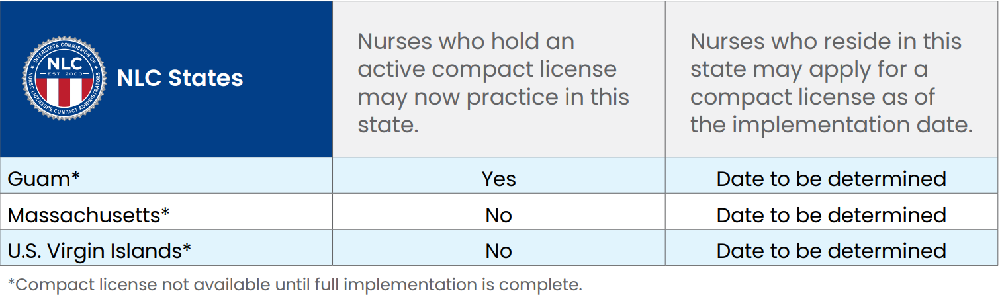 INTERSTATE COMMISSION OF
NURSE LICENSURE COMPACT ADMINISTRATORS
NLC
EST. 2000
NLC States
Nurses who hold an
active compact license
may now practice in this
state.
Nurses who reside in this
state may apply for a
compact license as of
the implementation date.
Guam* Yes Date to be determined
Massachusetts* No Date to be determined
U.S. Virgin Islands* No Date to be determined
*Compact license not available until full implementation is complete.